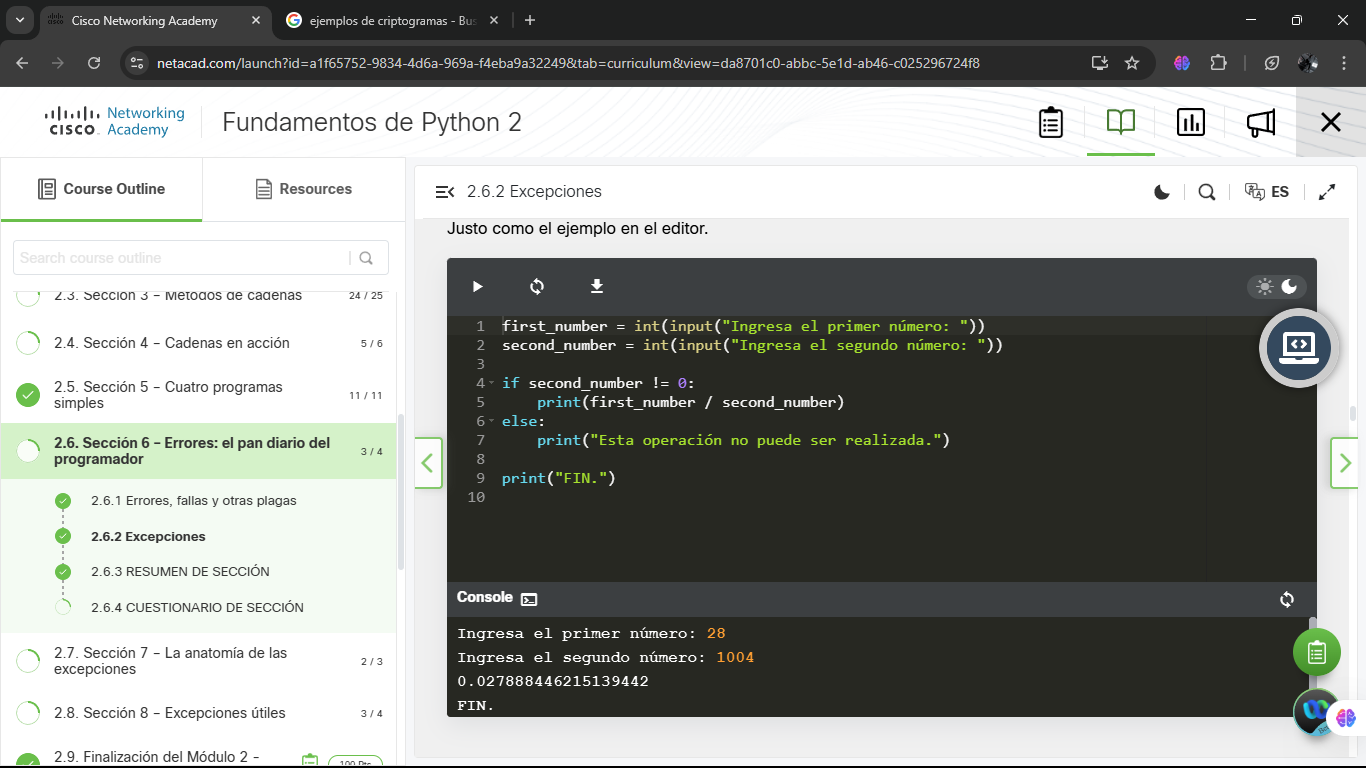 Cisco Networking Academy
ejemplos de criptogramas - Bus
netacad.com/launch?id=a1f65752-9834-4d6a-969a-f4eba9a32249&tab=curriculum&view=da8701c0-abbc-5e1d-ab46-c025296724f8
CISCO Networking Academy
Fundamentos de Python 2
Course Outline
Resources
Search course outline
2.3. Sección 3 – Métodos de cadenas 24 / 25
2.4. Sección 4 – Cadenas en acción 5 / 6
2.5. Sección 5 – Cuatro programas
simples
11 / 11
2.6. Sección 6 – Errores: el pan diario del
programador
3 / 4
2.6.1 Errores, fallas y otras plagas
2.6.2 Excepciones
2.6.3 RESUMEN DE SECCIÓN
2.6.4 CUESTIONARIO DE SECCIÓN
2.7. Sección 7 – La anatomía de las
excepciones
2 / 3
2.8. Sección 8 – Excepciones útiles 3 / 4
2.9. Finalización del Módulo 2 –
100 Pts
2.6.2 Excepciones
ES
Justo como el ejemplo en el editor.
1 first_number = int(input("Ingresa el primer número: "))
2 second_number = int(input("Ingresa el segundo número: "))
3
4 if second_number != 0:
5     print(first_number / second_number)
6 else:
7     print("Esta operación no puede ser realizada.")
8
9 print("FIN.")
10
Console
Ingresa el primer número: 28
Ingresa el segundo número: 1004
0.027888446215139442
FIN.